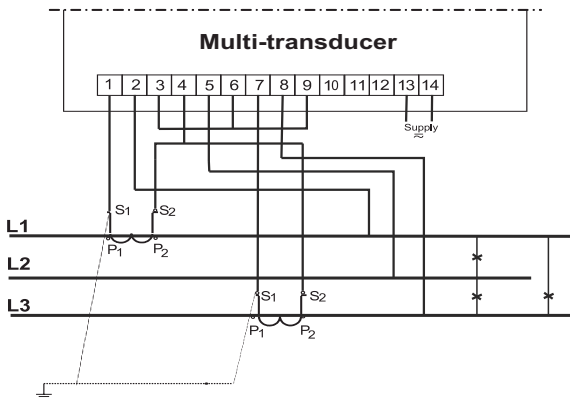 Multi-transducer
1 2 3 4 5 6 7 8 9 10 11 12 13 14
Supply
S1 S2
L1
P1 P2
L2
S1 S2
L3
P1 P2